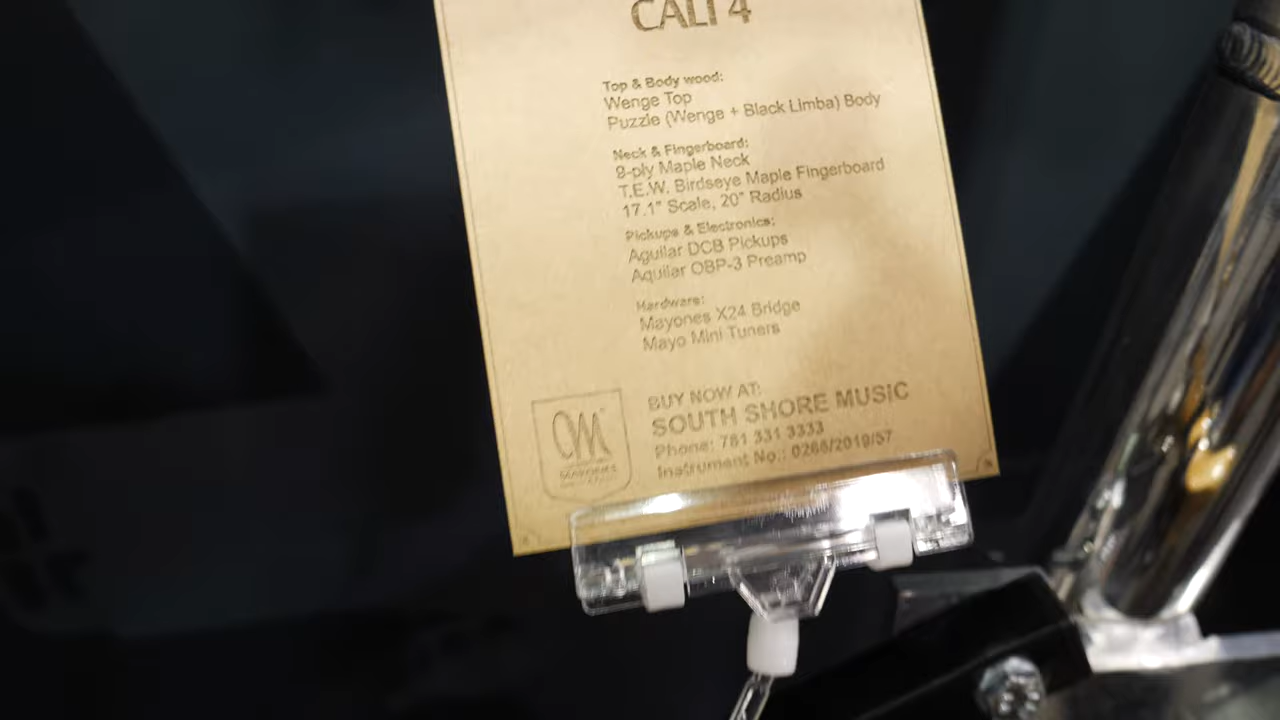 CALI 4
Top & Body wood:
Wenge Top
Puzzle (Wenge + Black Limba) Body
Neck & Fingerboard:
8-ply Maple Neck
T.E.W. Birdseye Maple Fingerboard
17.1" Scale, 20" Radius
Pickups & Electronics:
Aguilar DCB Pickups
Aguilar OBP-3 Preamp
Hardware:
Mayones X24 Bridge
Mayo Mini Tuners
BUY NOW AT:
SOUTH SHORE MUSIC
Phone: 781 331 3333
Instrument No.: 0266/2019/57
MAYONES